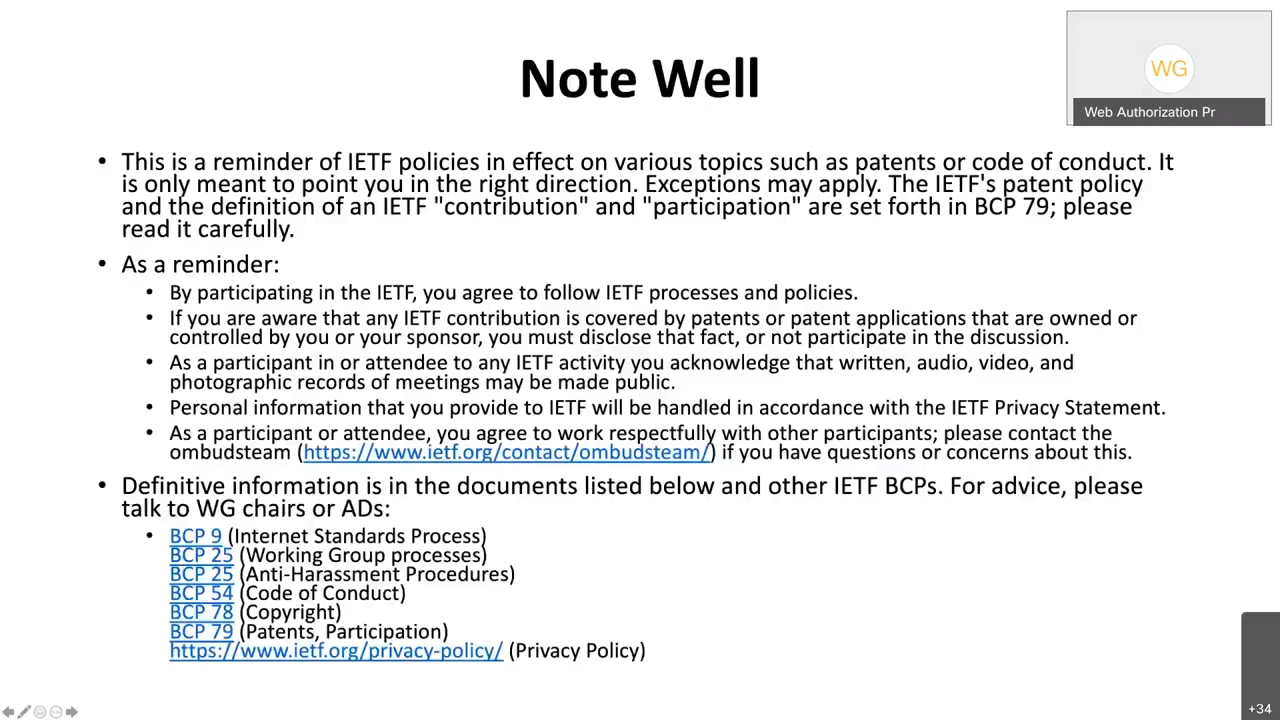 Note Well
WG
Web Authorization Pr
• This is a reminder of IETF policies in effect on various topics such as patents or code of conduct. It
is only meant to point you in the right direction. Exceptions may apply. The IETF's patent policy
and the definition of an IETF "contribution" and "participation" are set forth in BCP 79; please
read it carefully.
• As a reminder:
• By participating in the IETF, you agree to follow IETF processes and policies.
• If you are aware that any IETF contribution is covered by patents or patent applications that are owned or
controlled by you or your sponsor, you must disclose that fact, or not participate in the discussion.
• As a participant in or attendee to any IETF activity you acknowledge that written, audio, video, and
photographic records of meetings may be made public.
• Personal information that you provide to IETF will be handled in accordance with the IETF Privacy Statement.
• As a participant or attendee, you agree to work respectfully with other participants; please contact the
ombudsteam (https://www.ietf.org/contact/ombudsteam/) if you have questions or concerns about this.
• Definitive information is in the documents listed below and other IETF BCPs. For advice, please
talk to WG chairs or ADs:
• BCP 9 (Internet Standards Process)
BCP 25 (Working Group processes)
BCP 25 (Anti-Harassment Procedures)
BCP 54 (Code of Conduct)
BCP 78 (Copyright)
BCP 79 (Patents, Participation)
https://www.ietf.org/privacy-policy/ (Privacy Policy)
+34